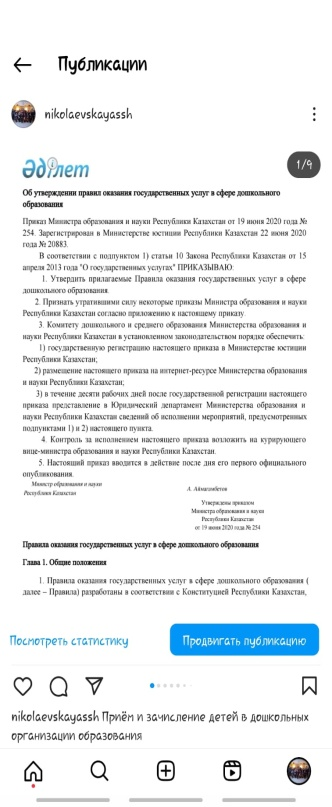 Публикации
nikolaevskayassh
Әділет
1/9
Об утверждении правил оказания государственных услуг в сфере дошкольного
образования
Приказ Министра образования и науки Республики Казахстан от 19 июня 2020 года №
254. Зарегистрирован в Министерстве юстиции Республики Казахстан 22 июня 2020
года № 20883.
В соответствии с подпунктом 1) статьи 10 Закона Республики Казахстан от 15
апреля 2013 года "О государственных услугах" ПРИКАЗЫВАЮ:
1. Утвердить прилагаемые Правила оказания государственных услуг в сфере
дошкольного образования.
2. Признать утратившими силу некоторые приказы Министра образования и науки
Республики Казахстан согласно приложению к настоящему приказу
3. Комитету дошкольного и среднего образования Министерства образования и
науки Республики Казахстан в установленном законодательством порядке обеспечить:
1) государственную регистрацию настоящего приказа в Министерстве юстиции
Республики Казахстан;
2) размещение настоящего приказа на интернет-ресурсе Министерства образования
и науки Республики Казахстан;
3) в течение десяти рабочих дней после государственной регистрации настоящего
приказа представление в Юридический департамент Министерства образования и
науки Республики Казахстан сведений об исполнении мероприятий, предусмотренных
подпунктами 1) и 2) настоящего пункта.
4. Контроль за исполнением настоящего приказа возложить на курирующего
вице-министра образования и науки Республики Казахстан.
5. Настоящий приказ вводится в действие после дня его первого официального
опубликования.
Министр образования и науки
Республики Казахстан
А. Аймагамбетов
Утверждены приказом
Министра образования и науки
Республики Казахстан
от 19 июня 2020 года № 254
Правила оказания государственных услуг в сфере дошкольного образования
Глава 1. Общие положения
1. Правила оказания государственных услуг в сфере дошкольного образования (
далее – Правила) разработаны в соответствии с Конституцией Республики Казахстан,
Посмотреть статистику
Продвигать публикацию
nikolaevskayassh Приём и зачисление детей в дошкольных
организации образования